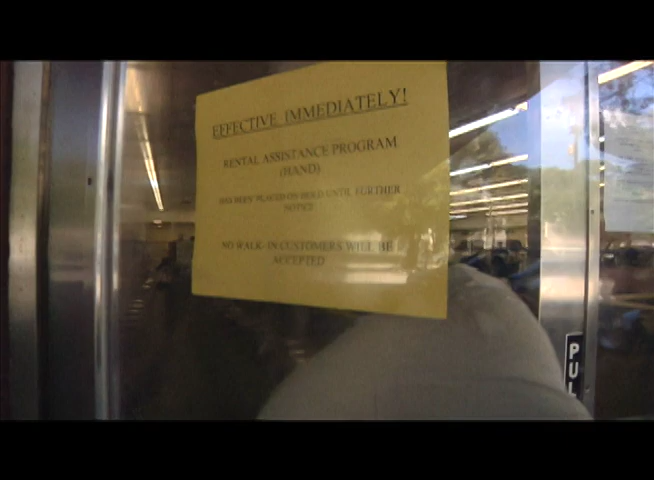 EFFECTIVE IMMEDIATELY!
RENTAL ASSISTANCE PROGRAM
(HAND)
HAS BEEN PLACED ON HOLD UNTIL FURTHER
NOTICE
NO WALK-IN CUSTOMERS WILL BE
ACCEPTED
PUL